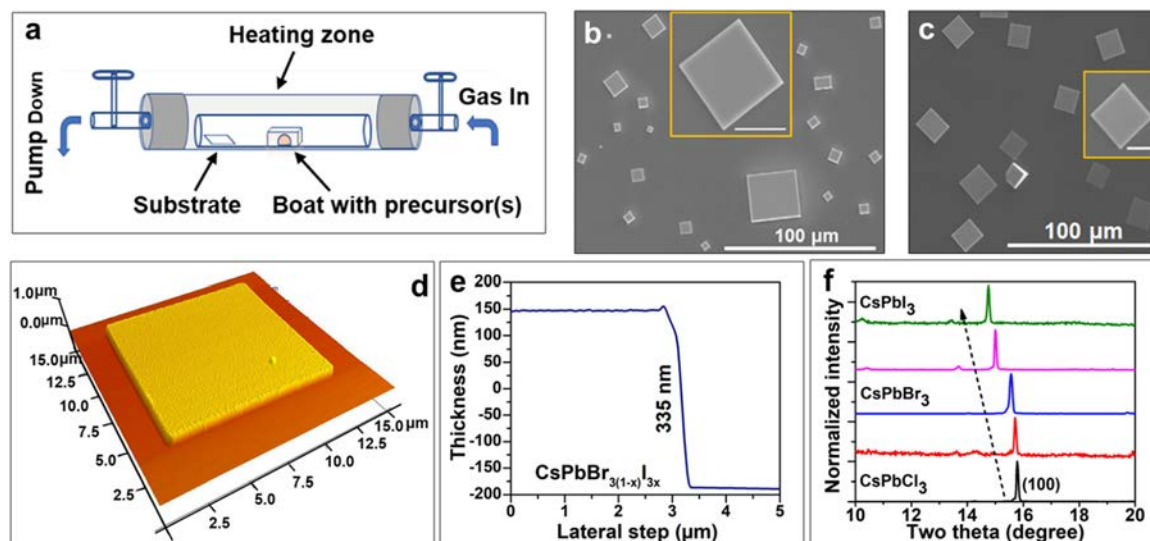 a
Heating zone
Gas In
Pump Down
Substrate
Boat with precursor(s)
b
100 µm
c
100 µm
d
1.0µm
0.0µm
15.0µm
12.5
10.0
7.5
5.0
2.5
2.5
5.0
7.5
10.0
12.5
15.0 µm
e
Thickness (nm)
200
150
100
50
0
-50
-100
-150
-200
335 nm
CsPbBr3(1-x)I3x
0 1 2 3 4 5
Lateral step (µm)
f
Normalized intensity
CsPbI3
CsPbBr3
CsPbCl3
(100)
10 12 14 16 18 20
Two theta (degree)